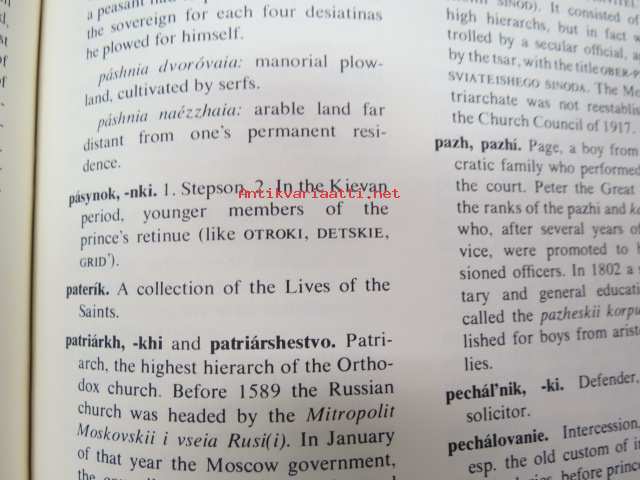 a peasant had to
the sovereign for each four desiatinas
he plowed for himself.
páshnia dvoróvaia: manorial plow-
land, cultivated by serfs.
páshnia naézzhaia: arable land far
distant from one's permanent resi-
dence.
pásynok, -nki. 1. Stepson. 2. In the Kievan
period, younger members of the
prince's retinue (like OTROKI, DETSKIE,
GRID').
paterík. A collection of the Lives of the
Saints.
patriárkh, -khi and patriárshestvo. Patri-
arch, the highest hierarch of the Ortho-
dox church. Before 1589 the Russian
church was headed by the Mitropolit
Moskovskii i vseia Rusi(i). In January
of that year the Moscow government,
SINOD). It consisted of
high hierarchs, but in fact w
trolled by a secular official, a
by the tsar, with the title OBER-P
SVIATEISHEGO SINODA. The Me
triarchate was not reestablis
the Church Council of 1917.
pazh, pazhí. Page, a boy from
cratic family who performed
the court. Peter the Great
the ranks of the pazhi and
who, after several years of
vice, were promoted to
sioned officers. In 1802 a
tary and general educati
called the pazheskii korpu
lished for boys from arist
lies.
pechál'nik, -ki. Defender,
solicitor.
pechálovanie. Intercession,
esp. the old custom of
before prince
antikvariaatti.net